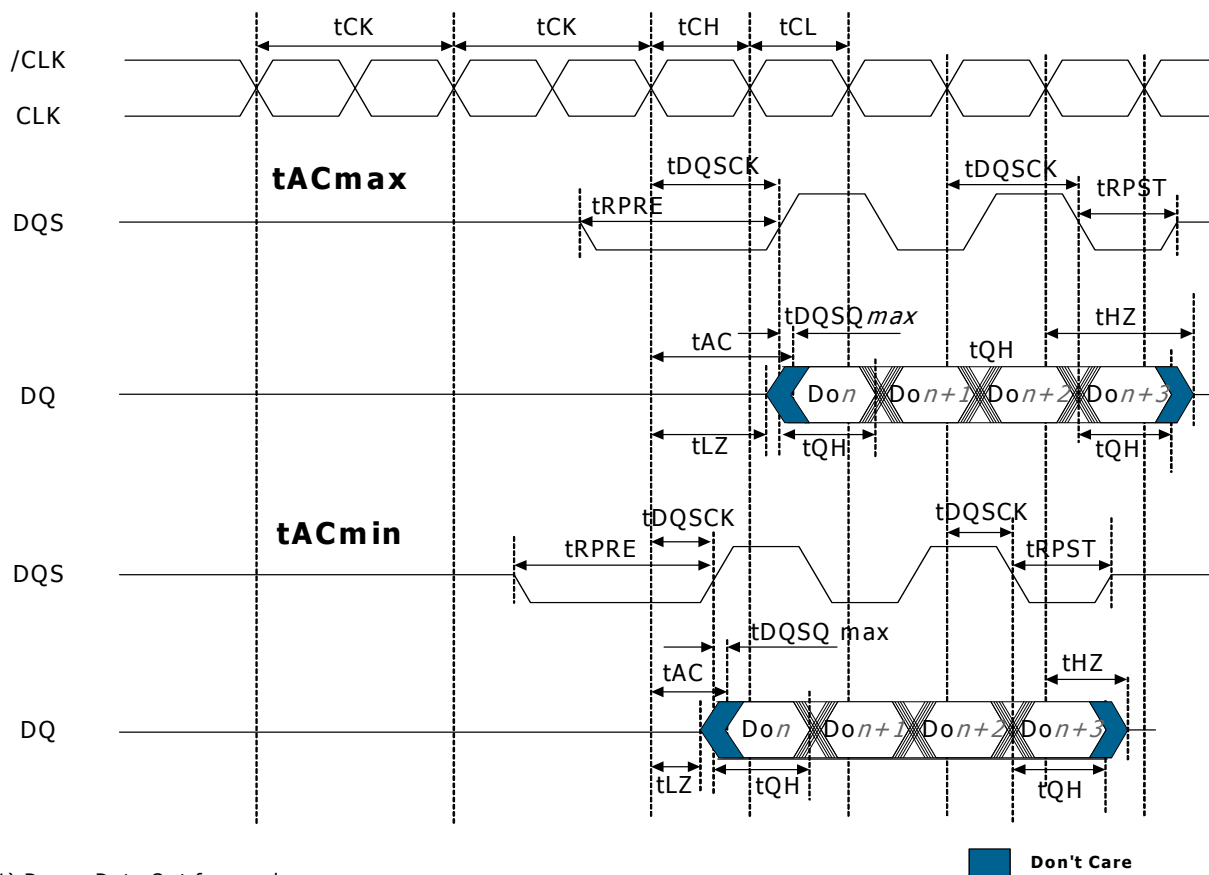 tCK tCK tCH tCL
/CLK
CLK
tACmax
tDQSCK tDQSCK
tRPRE tRPST
DQS
tDQSQmax tHZ
tAC tQH
DQ Don Don+1 Don+2 Don+3
tLZ tQH tQH
tACmin
tDQSCK tDQSCK
tRPRE tRPST
DQS
tDQSQ max
tAC tHZ
DQ Don Don+1 Don+2 Don+3
tLZ tQH tQH
Don't Care